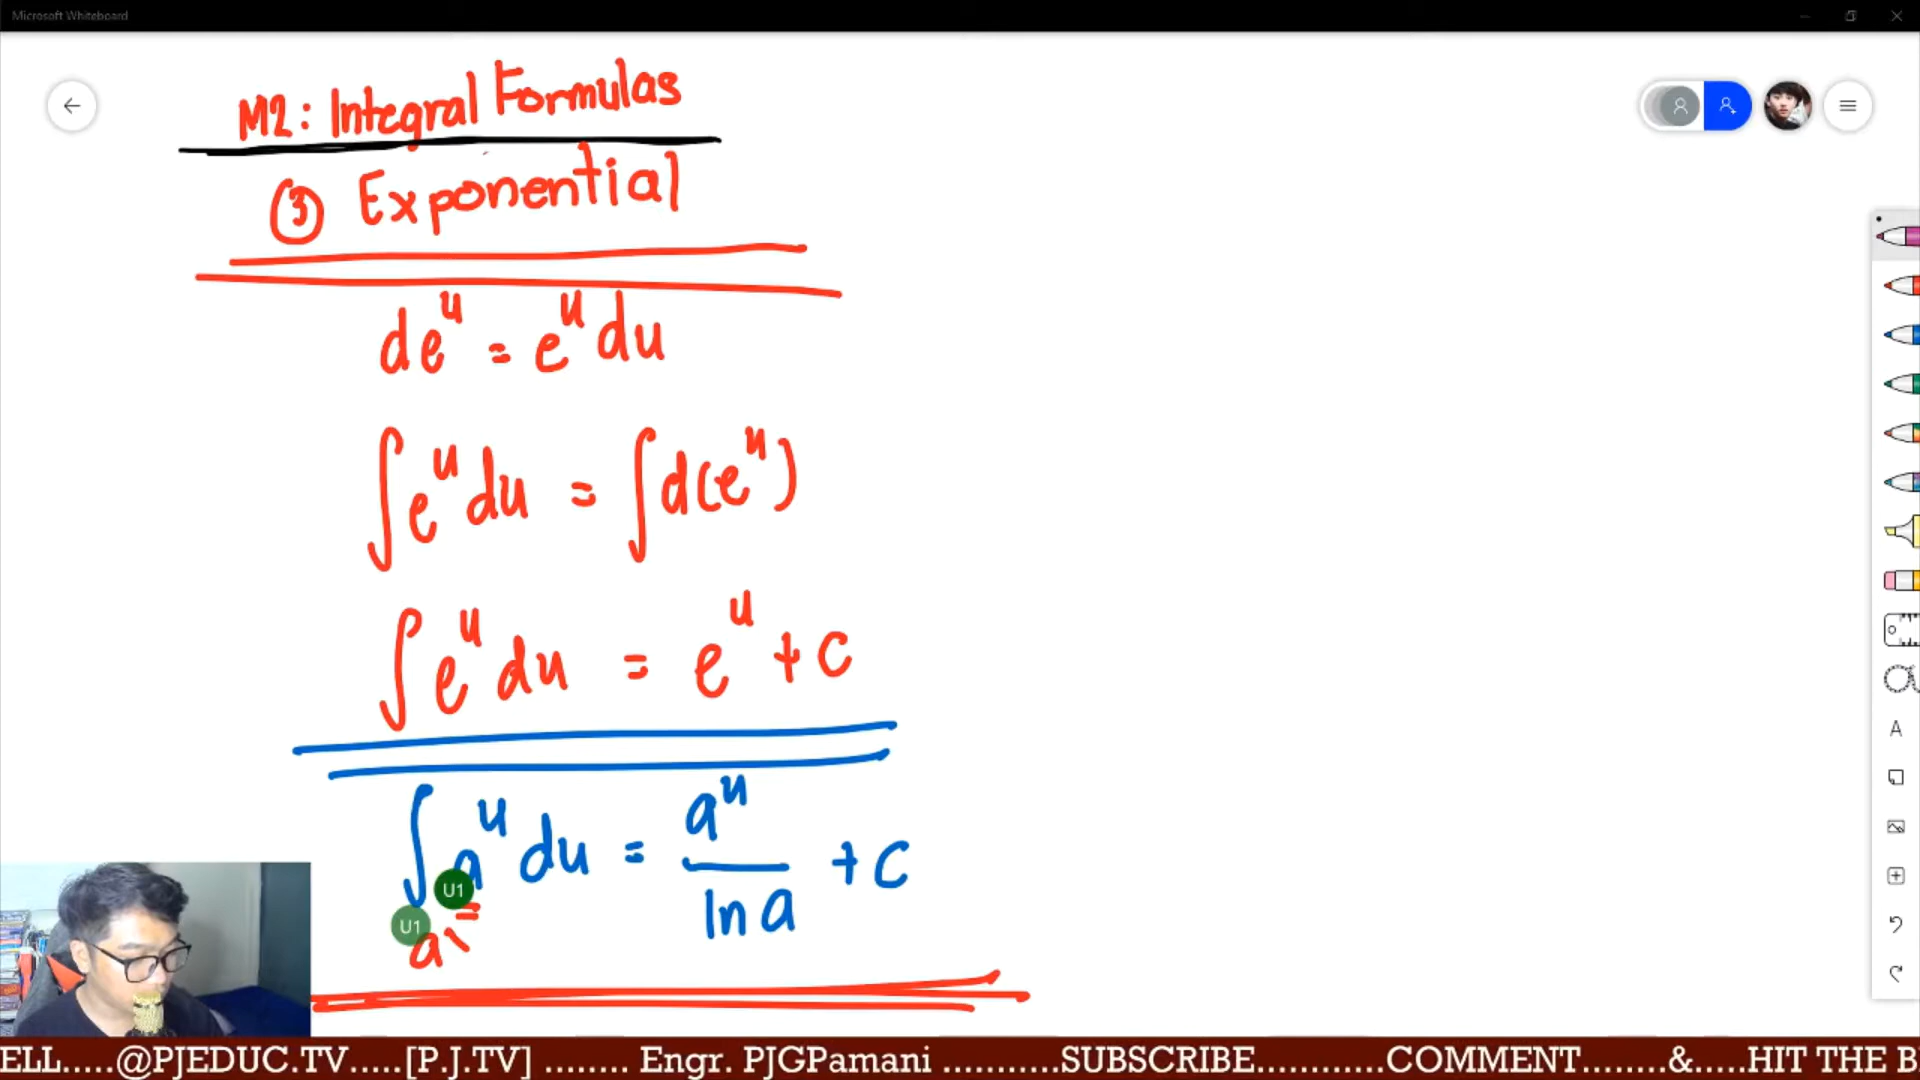 Microsoft Whiteboard
M2: Integral Formulas
③ Exponential
de^u = e^u du
∫ e^u du = ∫ d(e^u)
∫ e^u du = e^u + c
∫ a^u du = a^u / ln a + c
U1
U1
a
A
ELL.....@PJEDUC.TV.....[P.J.TV] ........ Engr. PJGPamani ...........SUBSCRIBE............COMMENT........&.....HIT THE B